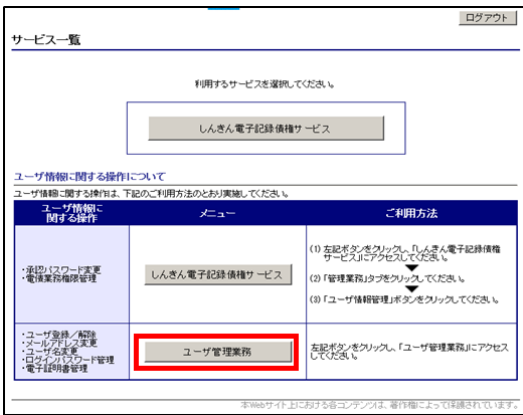 ログアウト
サービス一覧
利用するサービスを選択してください。
しんきん電子記録債権サービス
ユーザ情報に関する操作について
ユーザ情報に関する操作は、下記のご利用方法のとおり実施してください。
ユーザ情報に
関する操作
メニュー
ご利用方法
・承認パスワード変更
・電債業務権限管理
しんきん電子記録債権サービス
(1) 左記ボタンをクリックし、「しんきん電子記録債権
サービス」にアクセスしてください。
(2)「管理業務」タブをクリックしてください。
(3)「ユーザ情報管理」ボタンをクリックしてください。
・ユーザ登録／解除
・メールアドレス変更
・ユーザ名変更
・ログインパスワード管理
・電子証明書管理
ユーザ管理業務
左記ボタンをクリックし、「ユーザ管理業務」にアクセス
してください。
本Webサイト上における各コンテンツは、著作権によって保護されています。